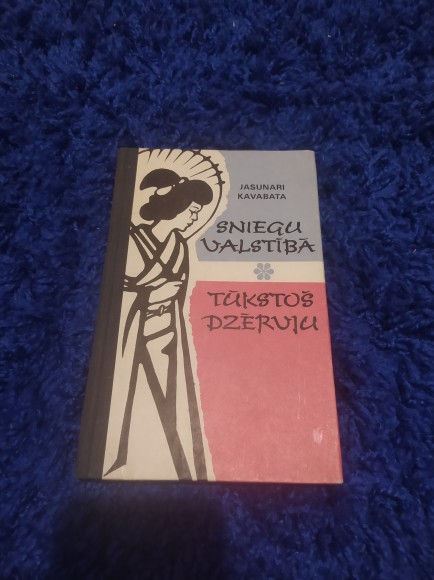 JASUNARI
KAVABATA
SNIEGU
VALSTĪBĀ
TŪKSTOŠ
DZĒRVJU